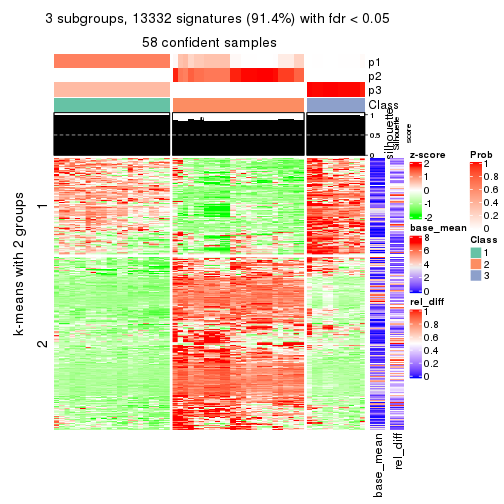 3 subgroups, 13332 signatures (91.4%) with fdr < 0.05
58 confident samples
p1
p2
p3
Class
1
0.5
0
silhouette
Silhouette
score
k-means with 2 groups
1
2
base_mean
rel_diff
z-score
2
1
0
-1
-2
base_mean
8
6
4
2
0
rel_diff
1
0.8
0.6
0.4
0.2
0
Prob
1
0.8
0.6
0.4
0.2
0
Class
1
2
3